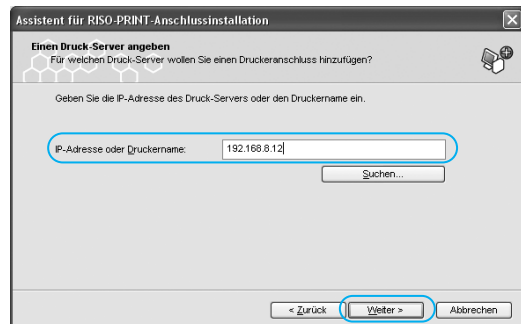 Assistent für RISO-PRINT-Anschlussinstallation
Einen Druck-Server angeben
Für welchen Druck-Server wollen Sie einen Druckeranschluss hinzufügen?
Geben Sie die IP-Adresse des Druck-Servers oder den Druckername ein.
IP-Adresse oder Druckername: 192.168.8.12
Suchen...
< Zurück Weiter > Abbrechen